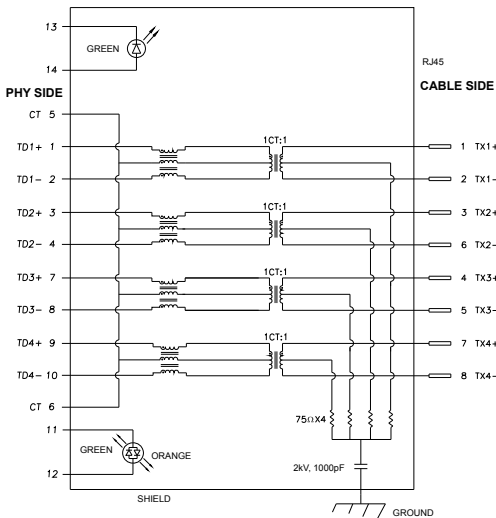 13
GREEN
14
RJ45
PHY SIDE
CABLE SIDE
CT 5
1CT:1
TD1+ 1
1 TX1+
TD1- 2
2 TX1-
1CT:1
TD2+ 3
3 TX2+
TD2- 4
6 TX2-
1CT:1
TD3+ 7
4 TX3+
TD3- 8
5 TX3-
1CT:1
TD4+ 9
7 TX4+
TD4- 10
8 TX4-
CT 6
75ΩX4
11
GREEN
ORANGE
12
2kV, 1000pF
SHIELD
GROUND